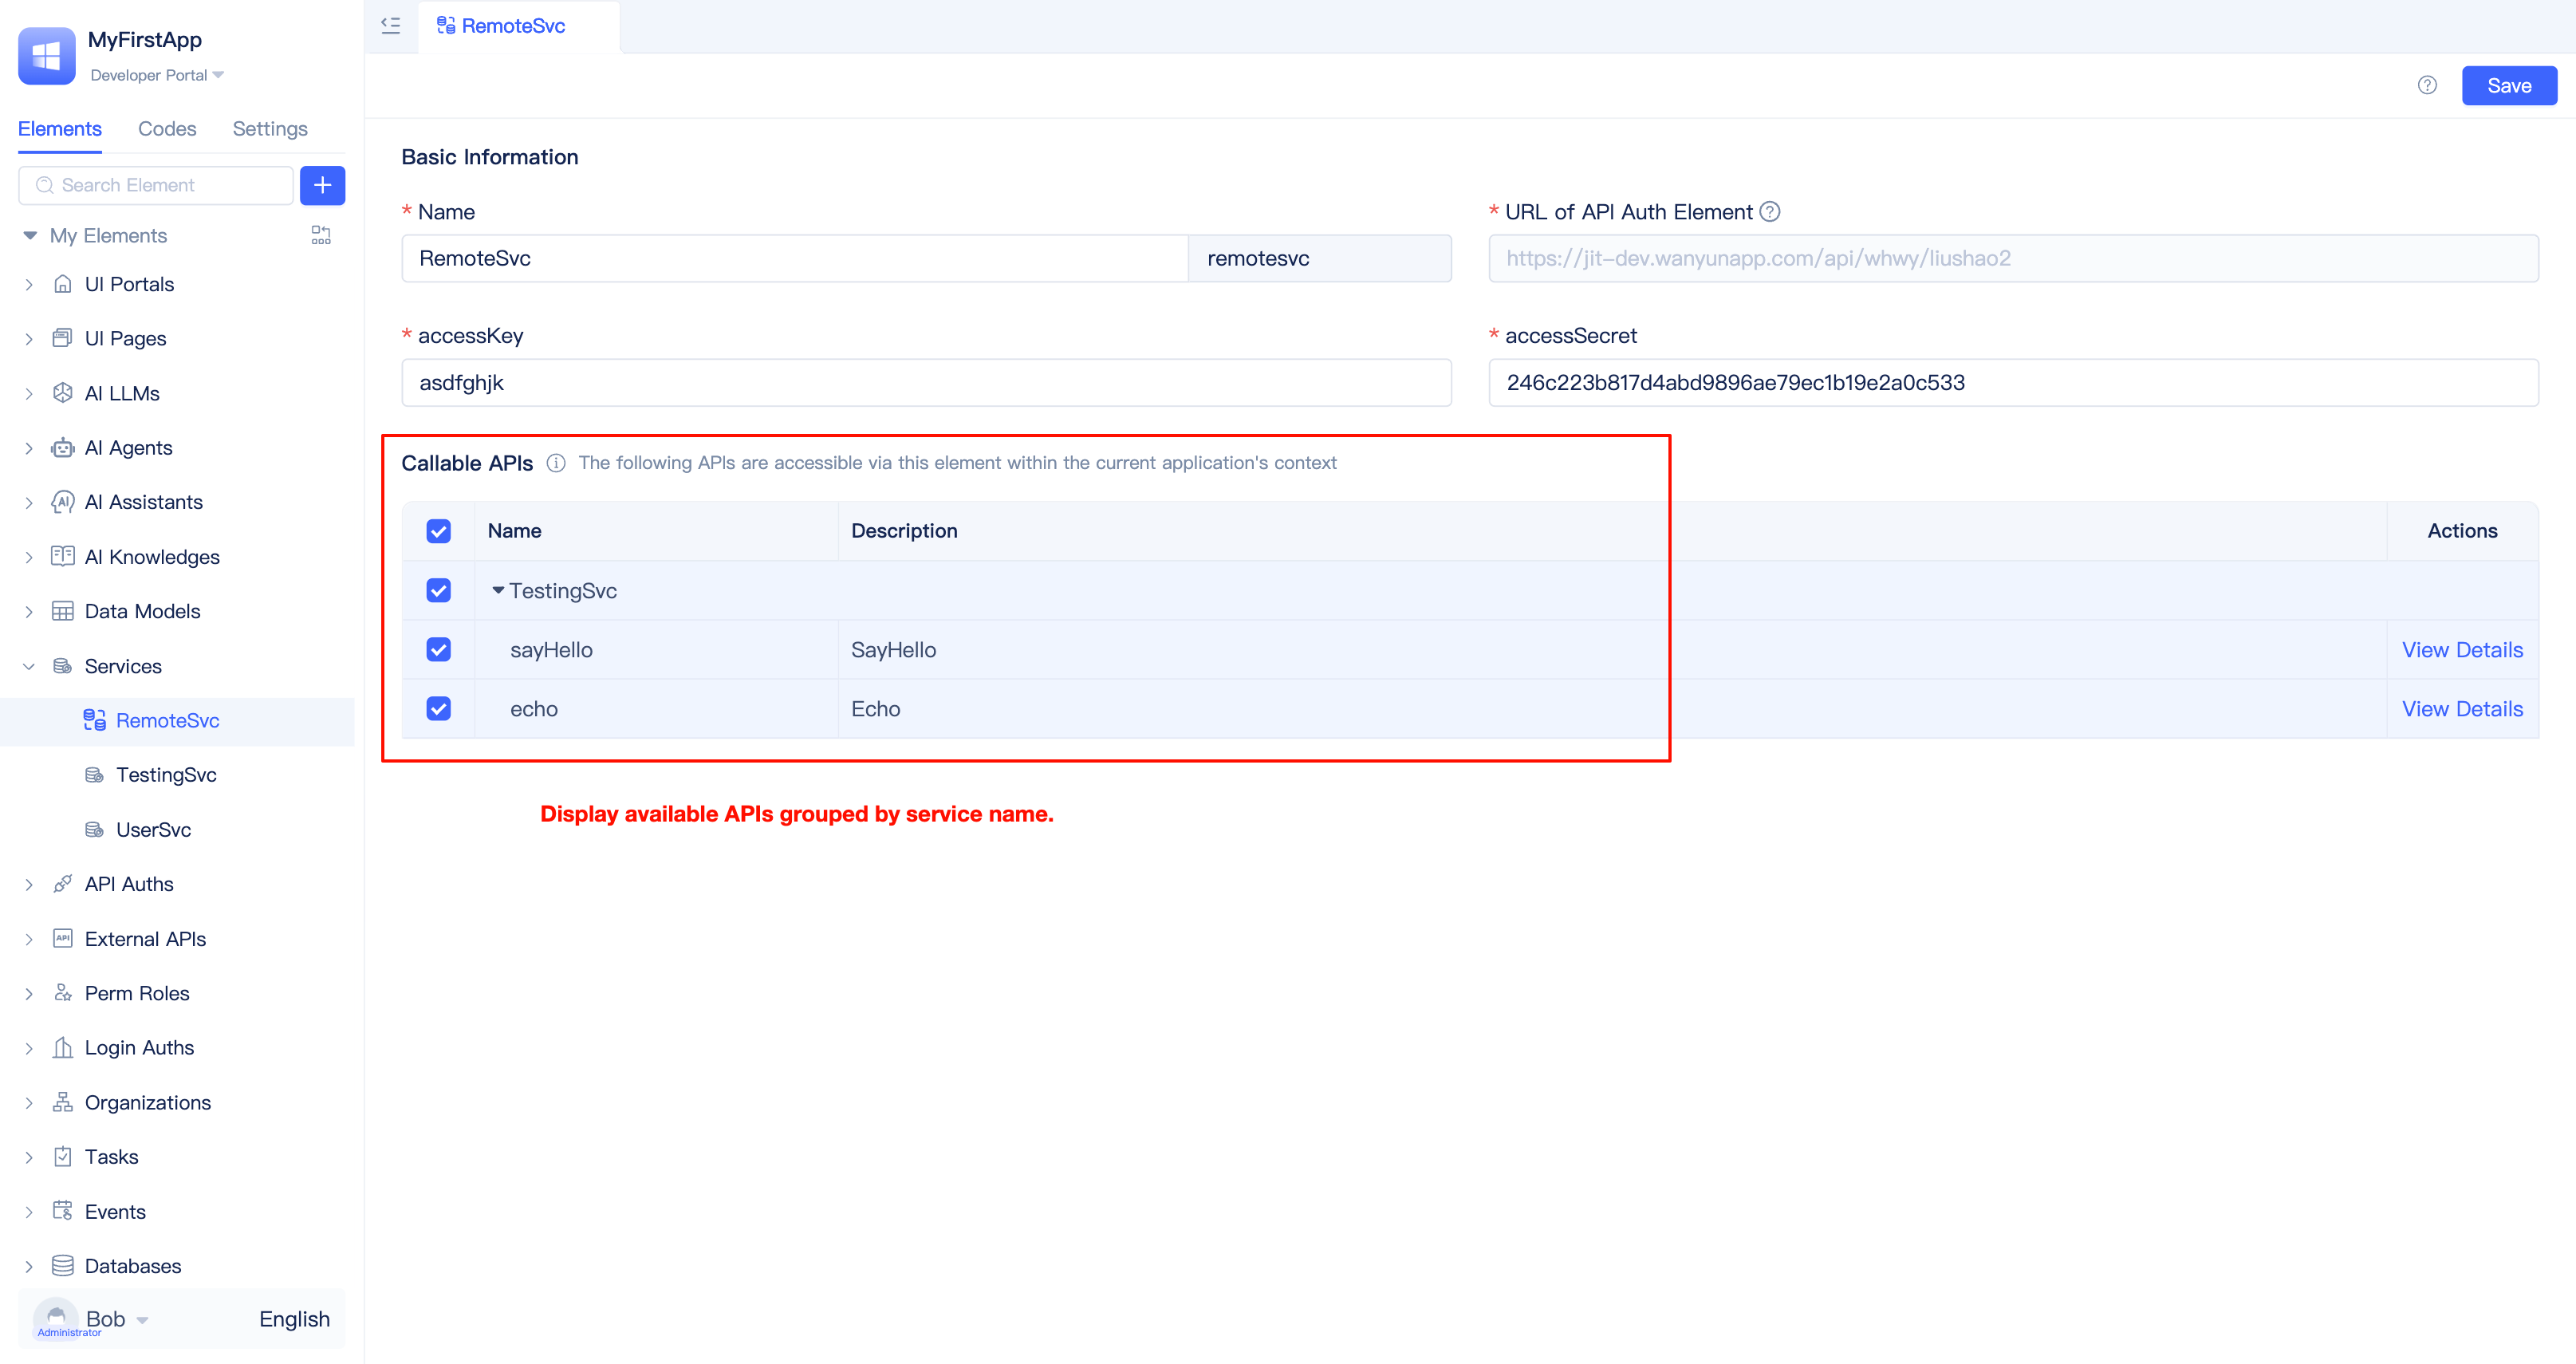 MyFirstApp
Developer Portal
Elements Codes Settings
Search Element
My Elements
UI Portals
UI Pages
AI LLMs
AI Agents
AI Assistants
AI Knowledges
Data Models
Services
RemoteSvc
TestingSvc
UserSvc
API Auths
External APIs
Perm Roles
Login Auths
Organizations
Tasks
Events
Databases
Bob
Administrator
English
RemoteSvc
Save
Basic Information
* Name
RemoteSvc remotesvc
* URL of API Auth Element
https://jit-dev.wanyunapp.com/api/whwy/liushao2
* accessKey
asdfghjk
* accessSecret
246c223b817d4abd9896ae79ec1b19e2a0c533
Callable APIs The following APIs are accessible via this element within the current application's context
Name Description Actions
TestingSvc
sayHello SayHello View Details
echo Echo View Details
Display available APIs grouped by service name.